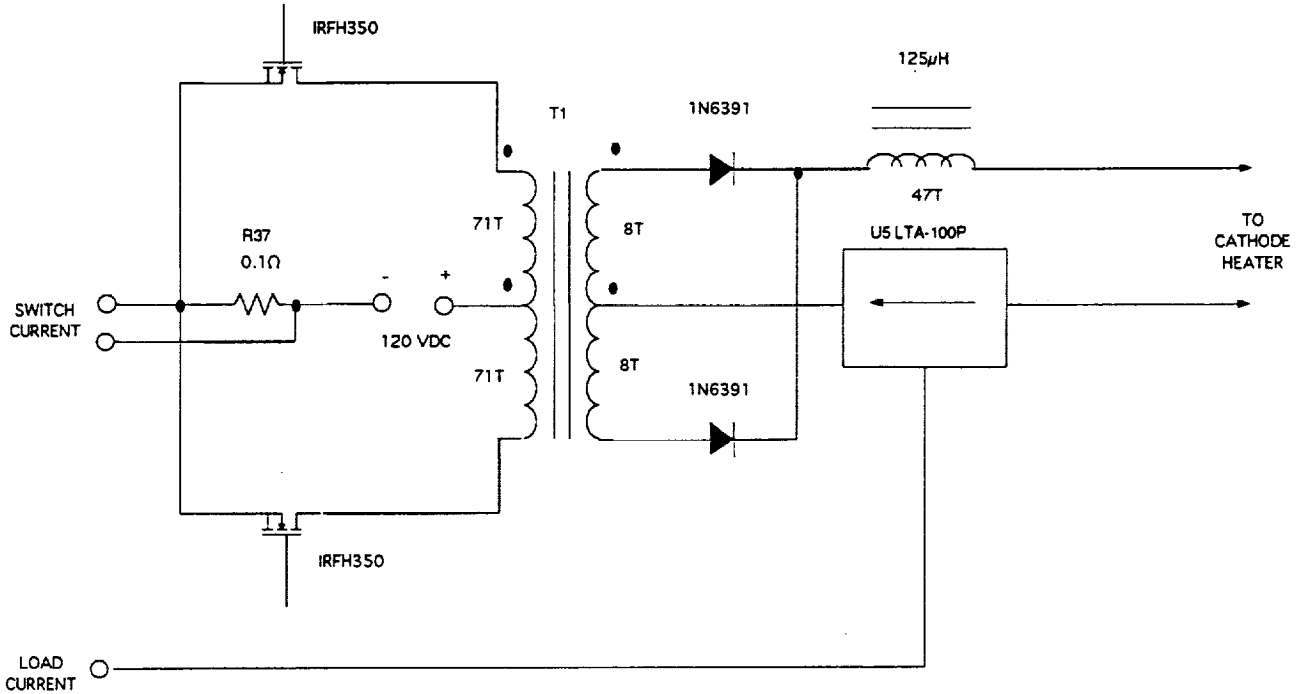 IRFH350
125µH
1N6391
T1
47T
71T
8T
U5 LTA-100P
R37
0.1Ω
-
+
TO
CATHODE
HEATER
SWITCH
CURRENT
120 VDC
71T
8T
1N6391
IRFH350
LOAD
CURRENT